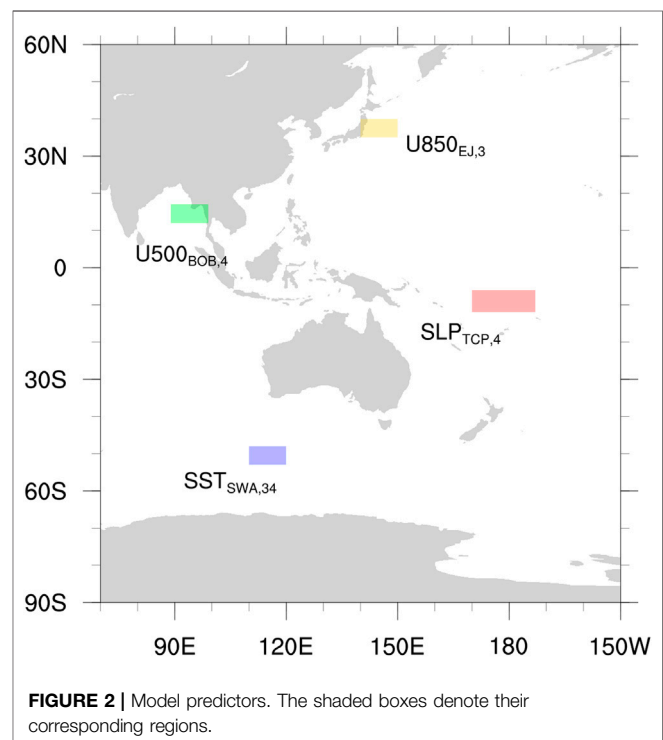 60N
30N
0
30S
60S
90S
U850EJ,3
U500BOB,4
SLPTCP,4
SSTSWA,34
90E 120E 150E 180 150W
FIGURE 2 | Model predictors. The shaded boxes denote their
corresponding regions.